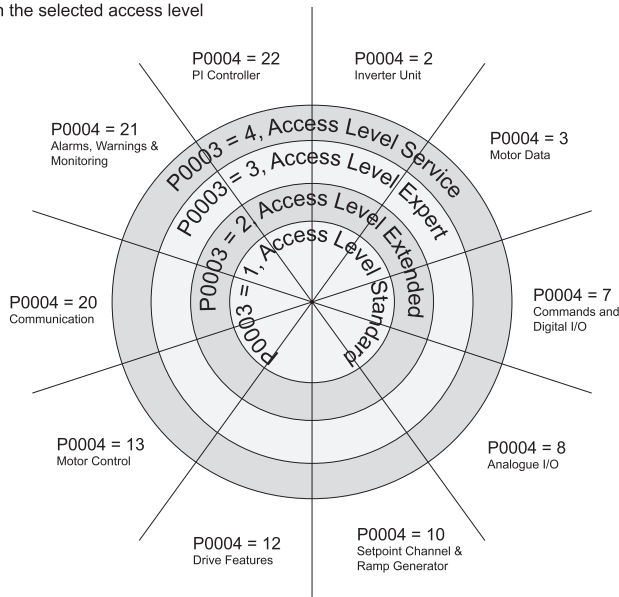 the selected access level
P0004 = 22
PI Controller
P0004 = 2
Inverter Unit
P0004 = 21
Alarms, Warnings &
Monitoring
P0004 = 3
Motor Data
P0003 = 4, Access Level Service
P0003 = 3, Access Level Expert
P0003 = 2, Access Level Extended
P0003 = 1, Access Level Standard
P0004 = 20
Communication
P0004 = 7
Commands and
Digital I/O
P0004 = 13
Motor Control
P0004 = 8
Analogue I/O
P0004 = 12
Drive Features
P0004 = 10
Setpoint Channel &
Ramp Generator